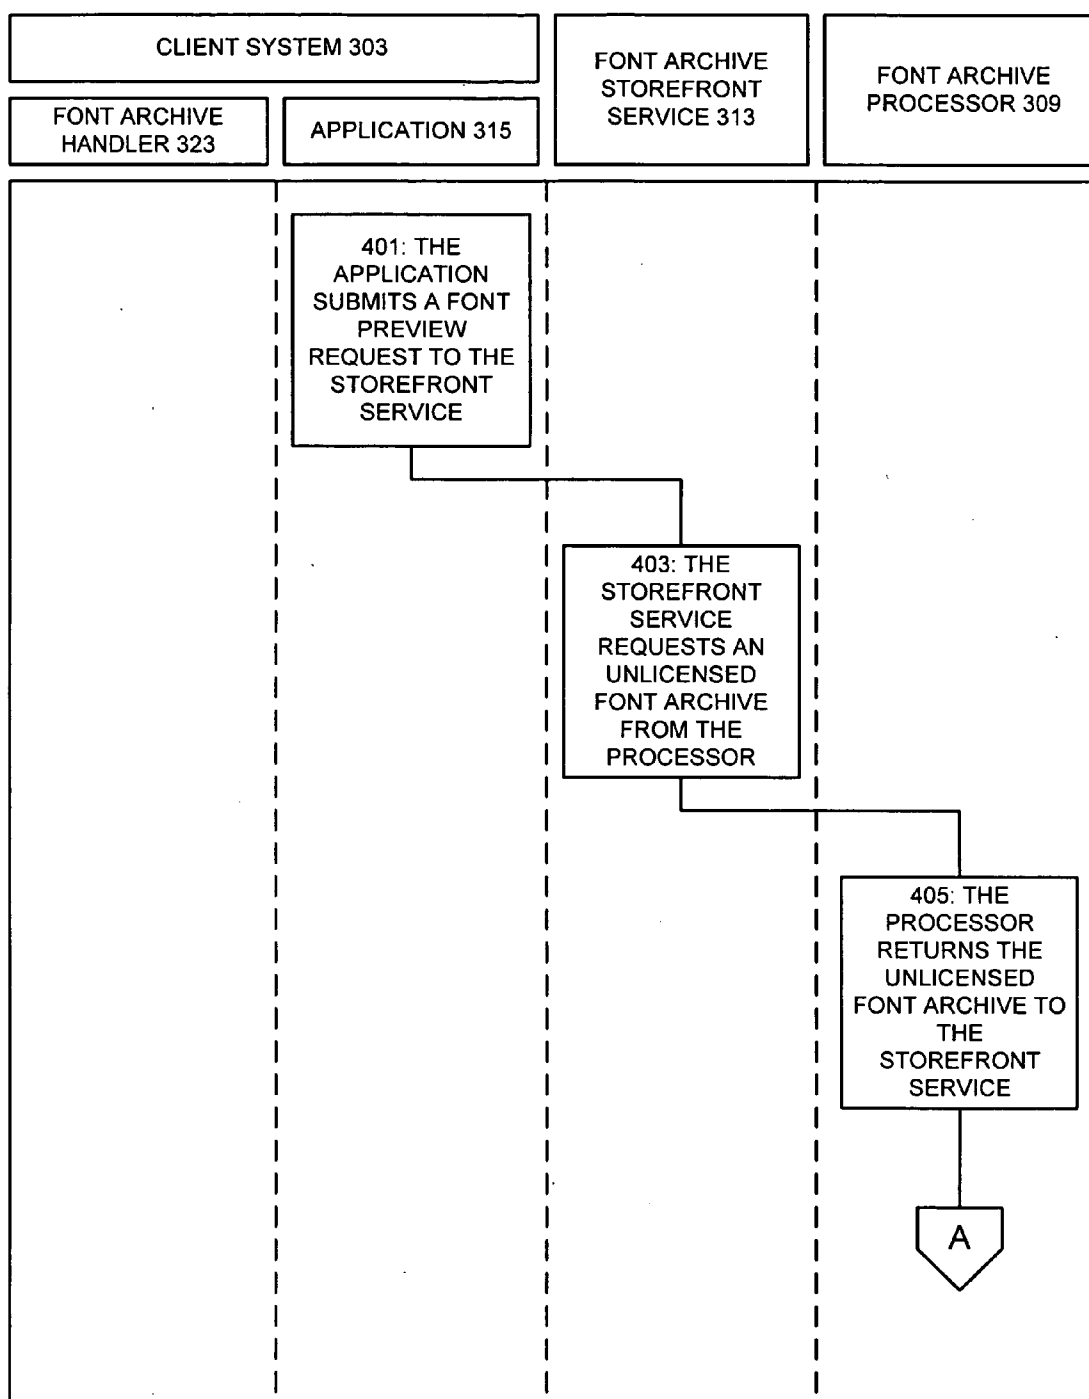 CLIENT SYSTEM 303
FONT ARCHIVE
HANDLER 323
APPLICATION 315
FONT ARCHIVE
STOREFRONT
SERVICE 313
FONT ARCHIVE
PROCESSOR 309
401: THE
APPLICATION
SUBMITS A FONT
PREVIEW
REQUEST TO THE
STOREFRONT
SERVICE
403: THE
STOREFRONT
SERVICE
REQUESTS AN
UNLICENSED
FONT ARCHIVE
FROM THE
PROCESSOR
405: THE
PROCESSOR
RETURNS THE
UNLICENSED
FONT ARCHIVE TO
THE
STOREFRONT
SERVICE
A